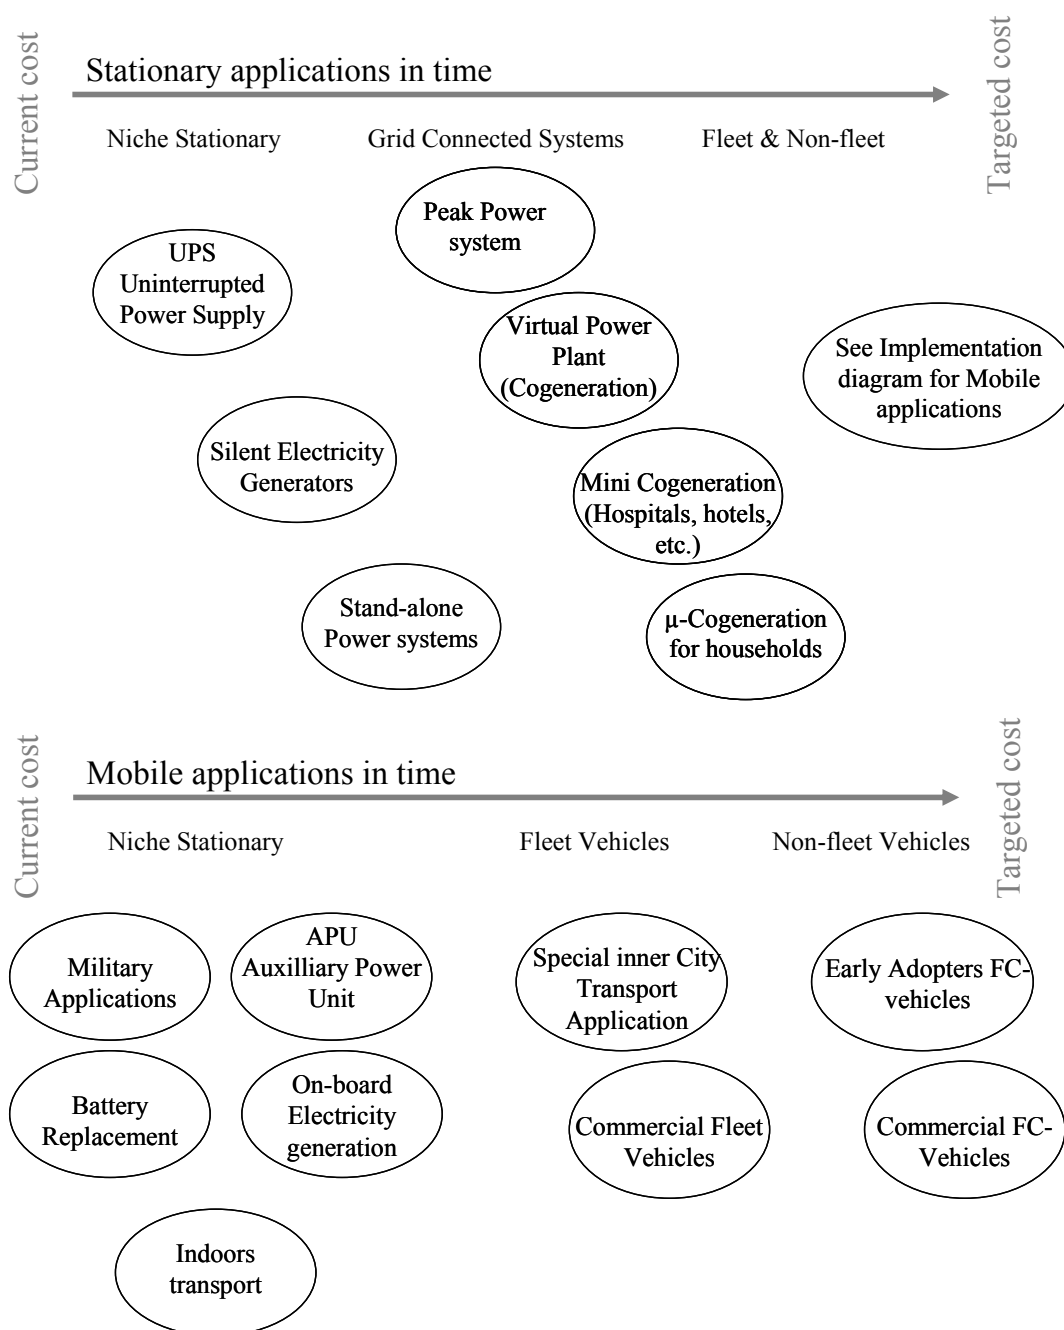 Current cost
Stationary applications in time
Targeted cost
Niche Stationary
Grid Connected Systems
Fleet & Non-fleet
Peak Power
system
UPS
Uninterrupted
Power Supply
Virtual Power
Plant
(Cogeneration)
See Implementation
diagram for Mobile
applications
Silent Electricity
Generators
Mini Cogeneration
(Hospitals, hotels,
etc.)
Stand-alone
Power systems
µ-Cogeneration
for households
Current cost
Mobile applications in time
Targeted cost
Niche Stationary
Fleet Vehicles
Non-fleet Vehicles
Military
Applications
APU
Auxilliary Power
Unit
Special inner City
Transport
Application
Early Adopters FC-
vehicles
Battery
Replacement
On-board
Electricity
generation
Commercial Fleet
Vehicles
Commercial FC-
Vehicles
Indoors
transport